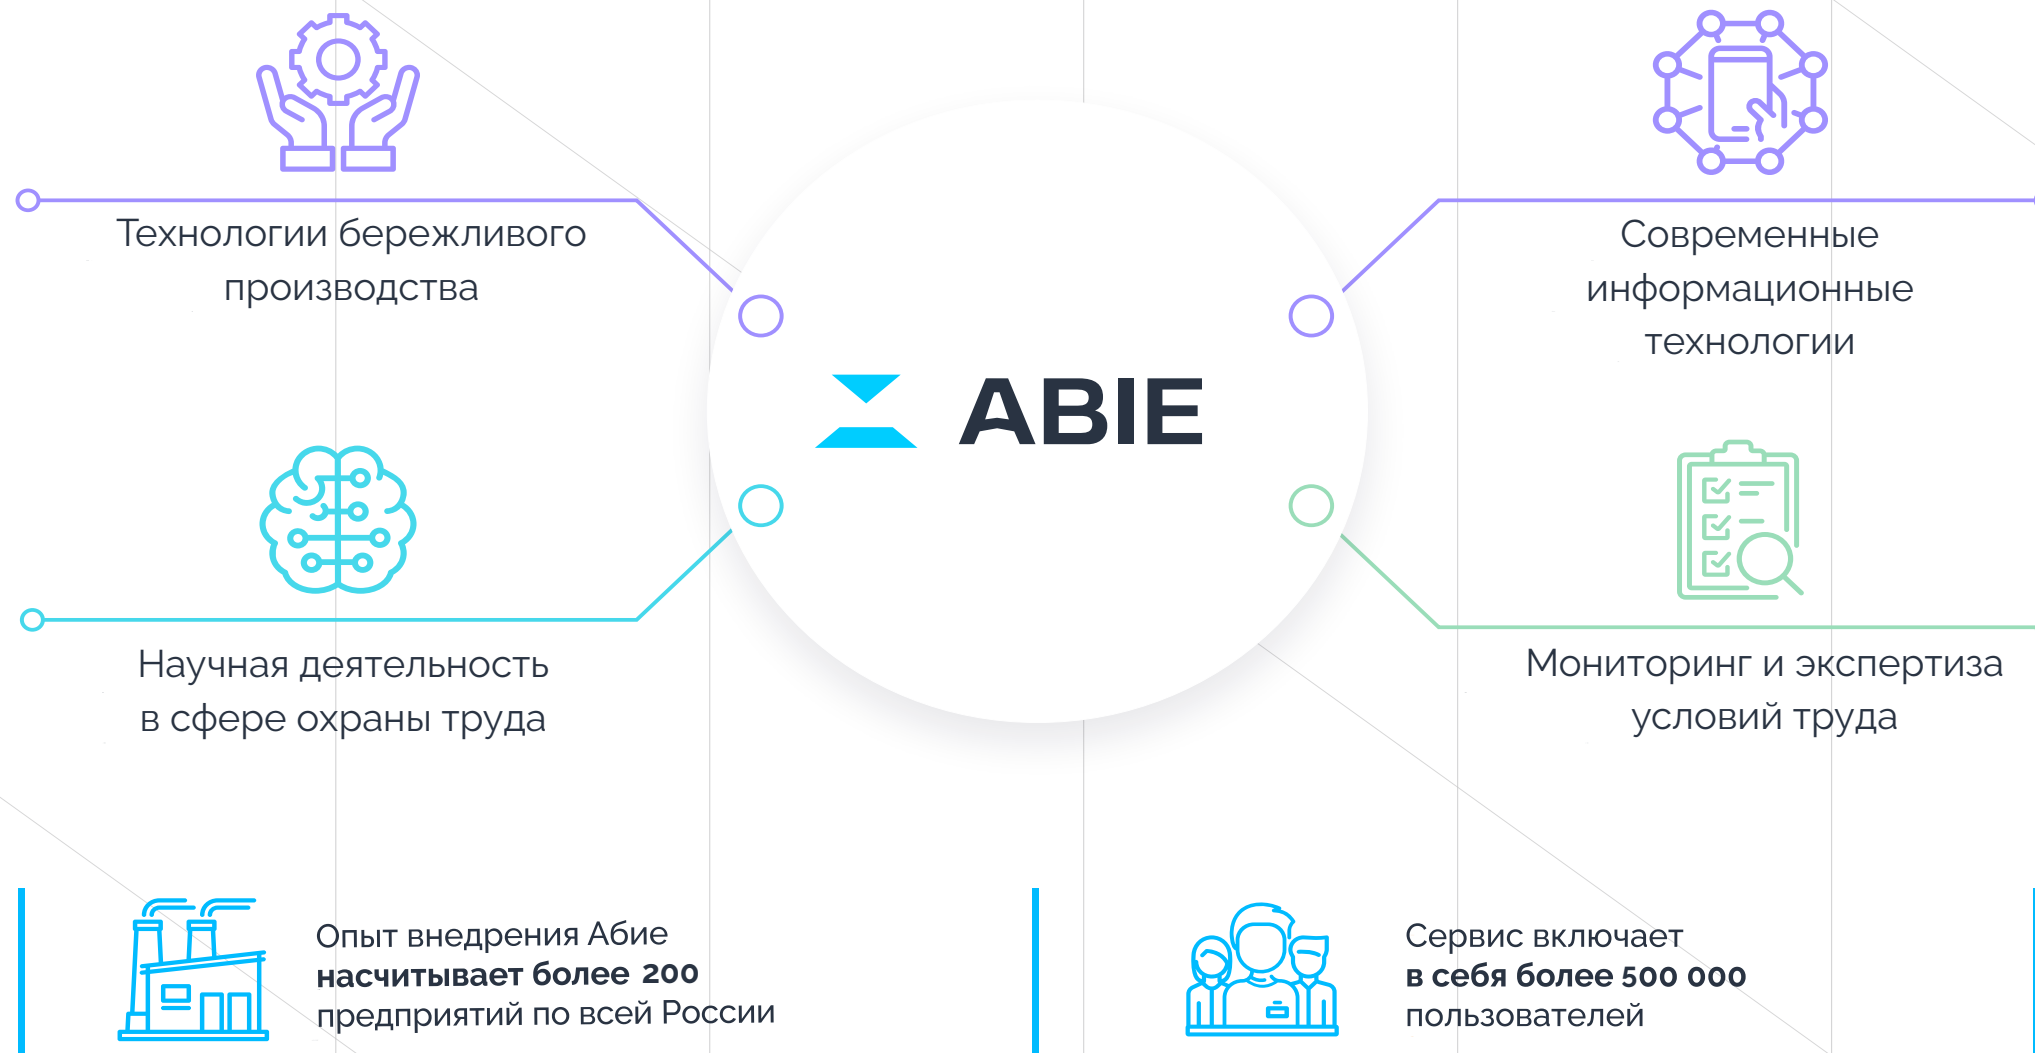 Технологии бережливого
производства
Современные
информационные
технологии
ABIE
Научная деятельность
в сфере охраны труда
Мониторинг и экспертиза
условий труда
Опыт внедрения Абие
насчитывает более 200
предприятий по всей России
Сервис включает
в себя более 500 000
пользователей